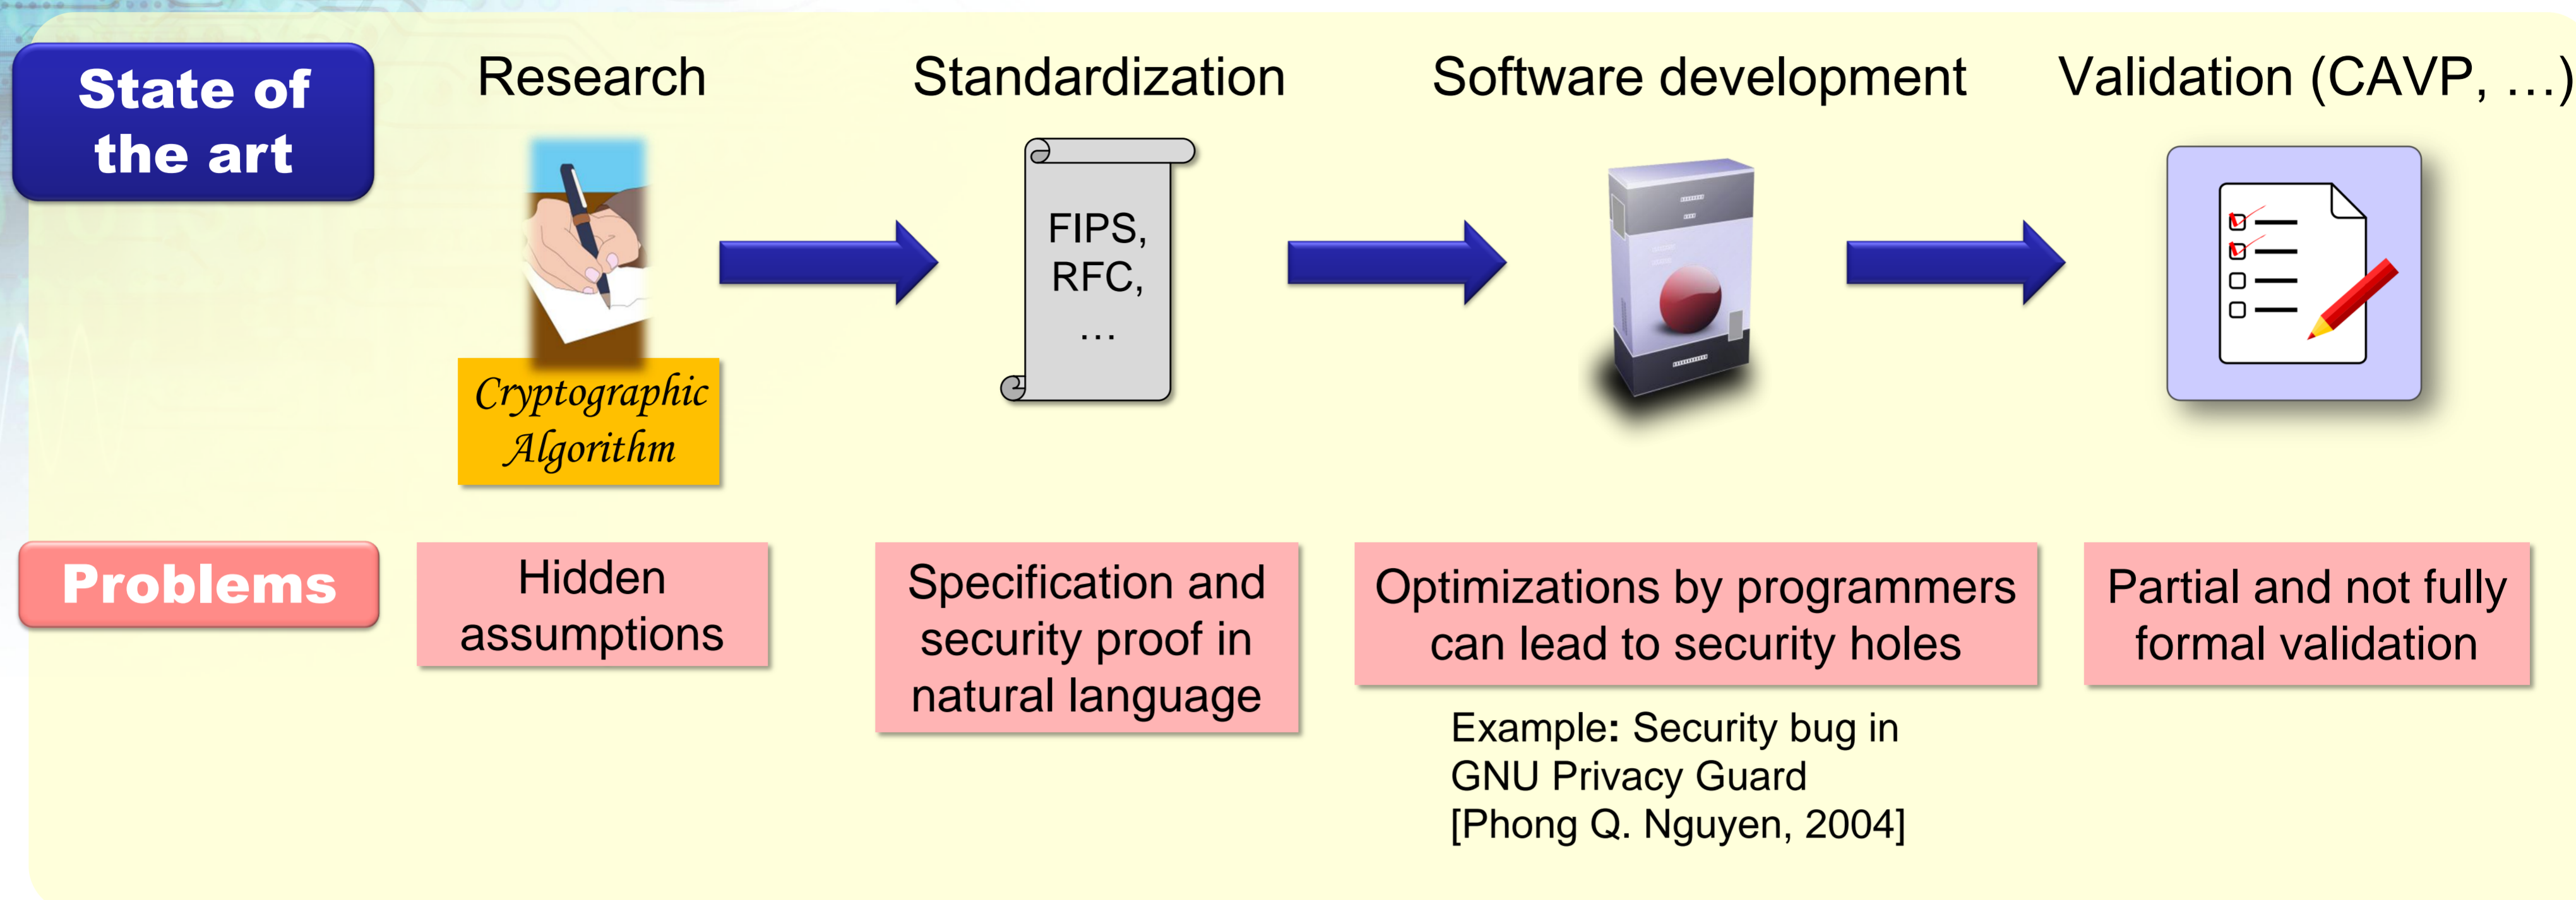 State of
the art
Research
Standardization
Software development
Validation (CAVP, …)
FIPS,
RFC,
…
Cryptographic
Algorithm
Problems
Hidden
assumptions
Specification and
security proof in
natural language
Optimizations by programmers
can lead to security holes
Partial and not fully
formal validation
Example: Security bug in
GNU Privacy Guard
[Phong Q. Nguyen, 2004]